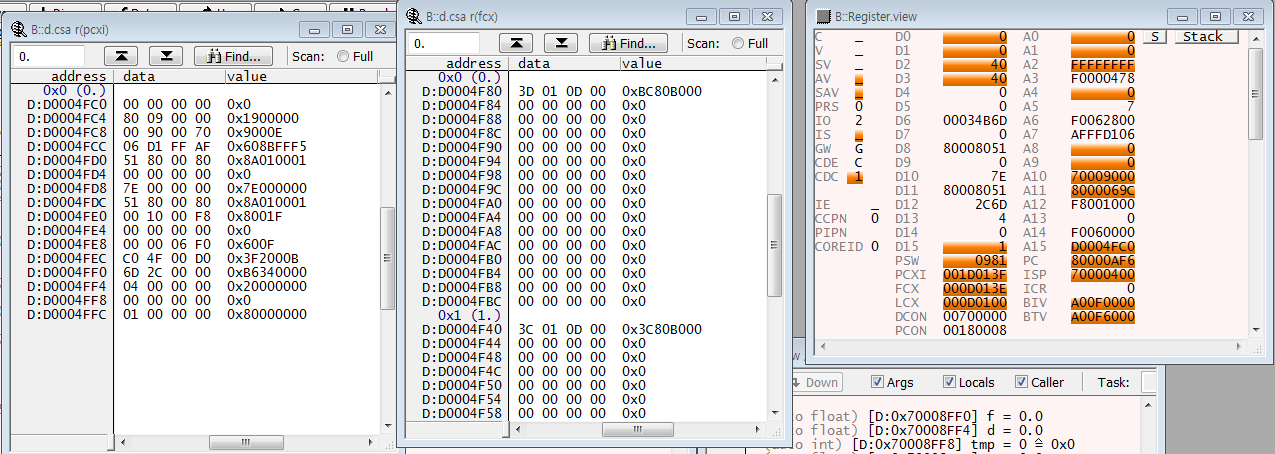 B::d.csa r(pcxi)
0. Find... Scan: Full
address data value
0x0 (0.)
D:D0004FC0 00 00 00 00 0x0
D:D0004FC4 80 09 00 00 0x1900000
D:D0004FC8 00 90 00 70 0x9000E
D:D0004FCC 06 D1 FF AF 0x608BFFF5
D:D0004FD0 51 80 00 80 0x8A010001
D:D0004FD4 00 00 00 00 0x0
D:D0004FD8 7E 00 00 00 0x7E000000
D:D0004FDC 51 80 00 80 0x8A010001
D:D0004FE0 00 10 00 F8 0x8001F
D:D0004FE4 00 00 00 00 0x0
D:D0004FE8 00 00 06 F0 0x600F
D:D0004FEC C0 4F 00 D0 0x3F2000B
D:D0004FF0 6D 2C 00 00 0xB6340000
D:D0004FF4 04 00 00 00 0x20000000
D:D0004FF8 00 00 00 00 0x0
D:D0004FFC 01 00 00 00 0x80000000
B::d.csa r(fcx)
0. Find... Scan: Full
address data value
0x0 (0.)
D:D0004F80 3D 01 0D 00 0xBC80B000
D:D0004F84 00 00 00 00 0x0
D:D0004F88 00 00 00 00 0x0
D:D0004F8C 00 00 00 00 0x0
D:D0004F90 00 00 00 00 0x0
D:D0004F94 00 00 00 00 0x0
D:D0004F98 00 00 00 00 0x0
D:D0004F9C 00 00 00 00 0x0
D:D0004FA0 00 00 00 00 0x0
D:D0004FA4 00 00 00 00 0x0
D:D0004FA8 00 00 00 00 0x0
D:D0004FAC 00 00 00 00 0x0
D:D0004FB0 00 00 00 00 0x0
D:D0004FB4 00 00 00 00 0x0
D:D0004FB8 00 00 00 00 0x0
D:D0004FBC 00 00 00 00 0x0
0x1 (1.)
D:D0004F40 3C 01 0D 00 0x3C80B000
D:D0004F44 00 00 00 00 0x0
D:D0004F48 00 00 00 00 0x0
D:D0004F4C 00 00 00 00 0x0
D:D0004F50 00 00 00 00 0x0
D:D0004F54 00 00 00 00 0x0
D:D0004F58 00 00 00 00 0x0
B::Register.view
C _ D0 0 A0 0 S Stack
V _ D1 0 A1 0
SV _ D2 40 A2 FFFFFFFF
AV _ D3 40 A3 F0000478
SAV _ D4 0 A4 0
PRS 0 D5 0 A5 7
IO 2 D6 00034B6D A6 F0062800
IS _ D7 0 A7 AFFFD106
GW G D8 80008051 A8 0
CDE C D9 0 A9 0
CDC 1 D10 7E A10 70009000
D11 80008051 A11 8000069C
IE _ D12 2C6D A12 F8001000
CCPN 0 D13 4 A13 0
PIPN D14 0 A14 F0060000
COREID 0 D15 1 A15 D0004FC0
PSW 0981 PC 80000AF6
PCXI 001D013F ISP 70000400
FCX 000D013E ICR 0
LCX 000D0100 BIV A00F0000
DCON 00700000 BTV A00F6000
PCON 00180008
Down Args Locals Caller Task:
float) [D:0x70008FF0] f = 0.0
float) [D:0x70008FF4] d = 0.0
int) [D:0x70008FF8] tmp = 0 ≙ 0x0